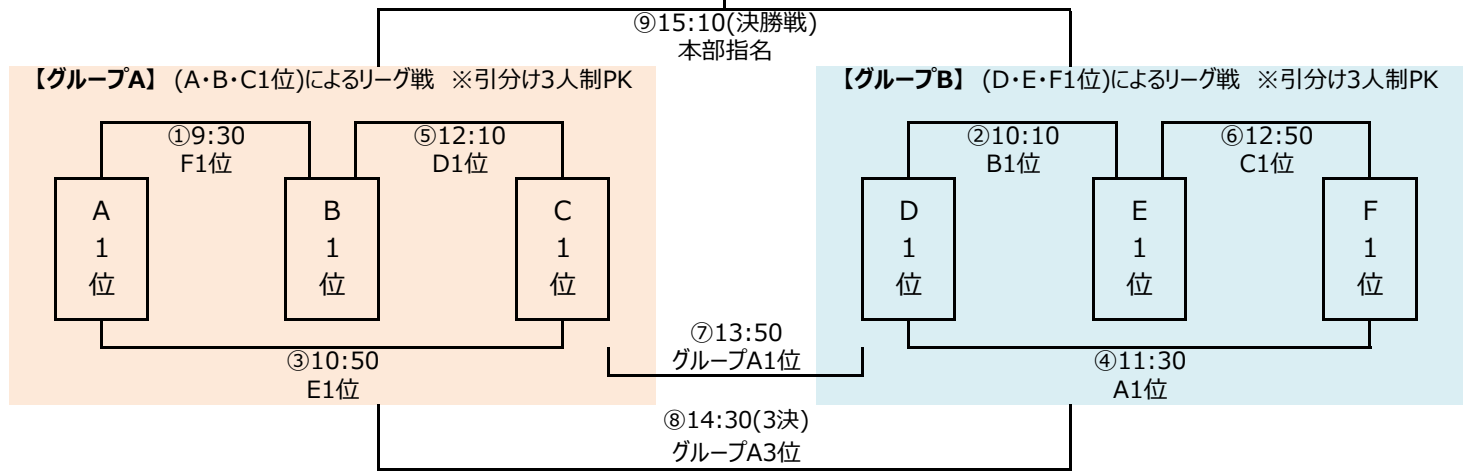 ⑨15:10(決勝戦)
本部指名
【グループA】 (A・B・C1位)によるリーグ戦 ※引分け3人制PK
①9:30
F1位
⑤12:10
D1位
A
1
位
B
1
位
C
1
位
③10:50
E1位
【グループB】 (D・E・F1位)によるリーグ戦 ※引分け3人制PK
②10:10
B1位
⑥12:50
C1位
D
1
位
E
1
位
F
1
位
④11:30
A1位
⑦13:50
グループA1位
⑧14:30(3決)
グループA3位